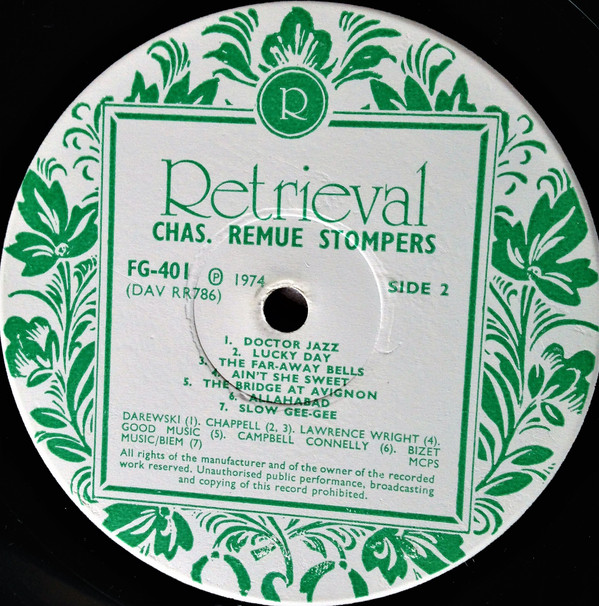 R
Retrieval
CHAS. REMUE STOMPERS
FG-401 Ⓟ 1974 SIDE 2
(DAV RR786)
1. DOCTOR JAZZ
2. LUCKY DAY
3. THE FAR-AWAY BELLS
4. AIN'T SHE SWEET
5. THE BRIDGE AT AVIGNON
6. ALLAHABAD
7. SLOW GEE-GEE
DAREWSKI (1). CHAPPELL (2, 3). LAWRENCE WRIGHT (4).
GOOD MUSIC (5). CAMPBELL CONNELLY (6). BIZET
MUSIC/BIEM (7) MCPS
All rights of the manufacturer and of the owner of the recorded
work reserved. Unauthorised public performance, broadcasting
and copying of this record prohibited.